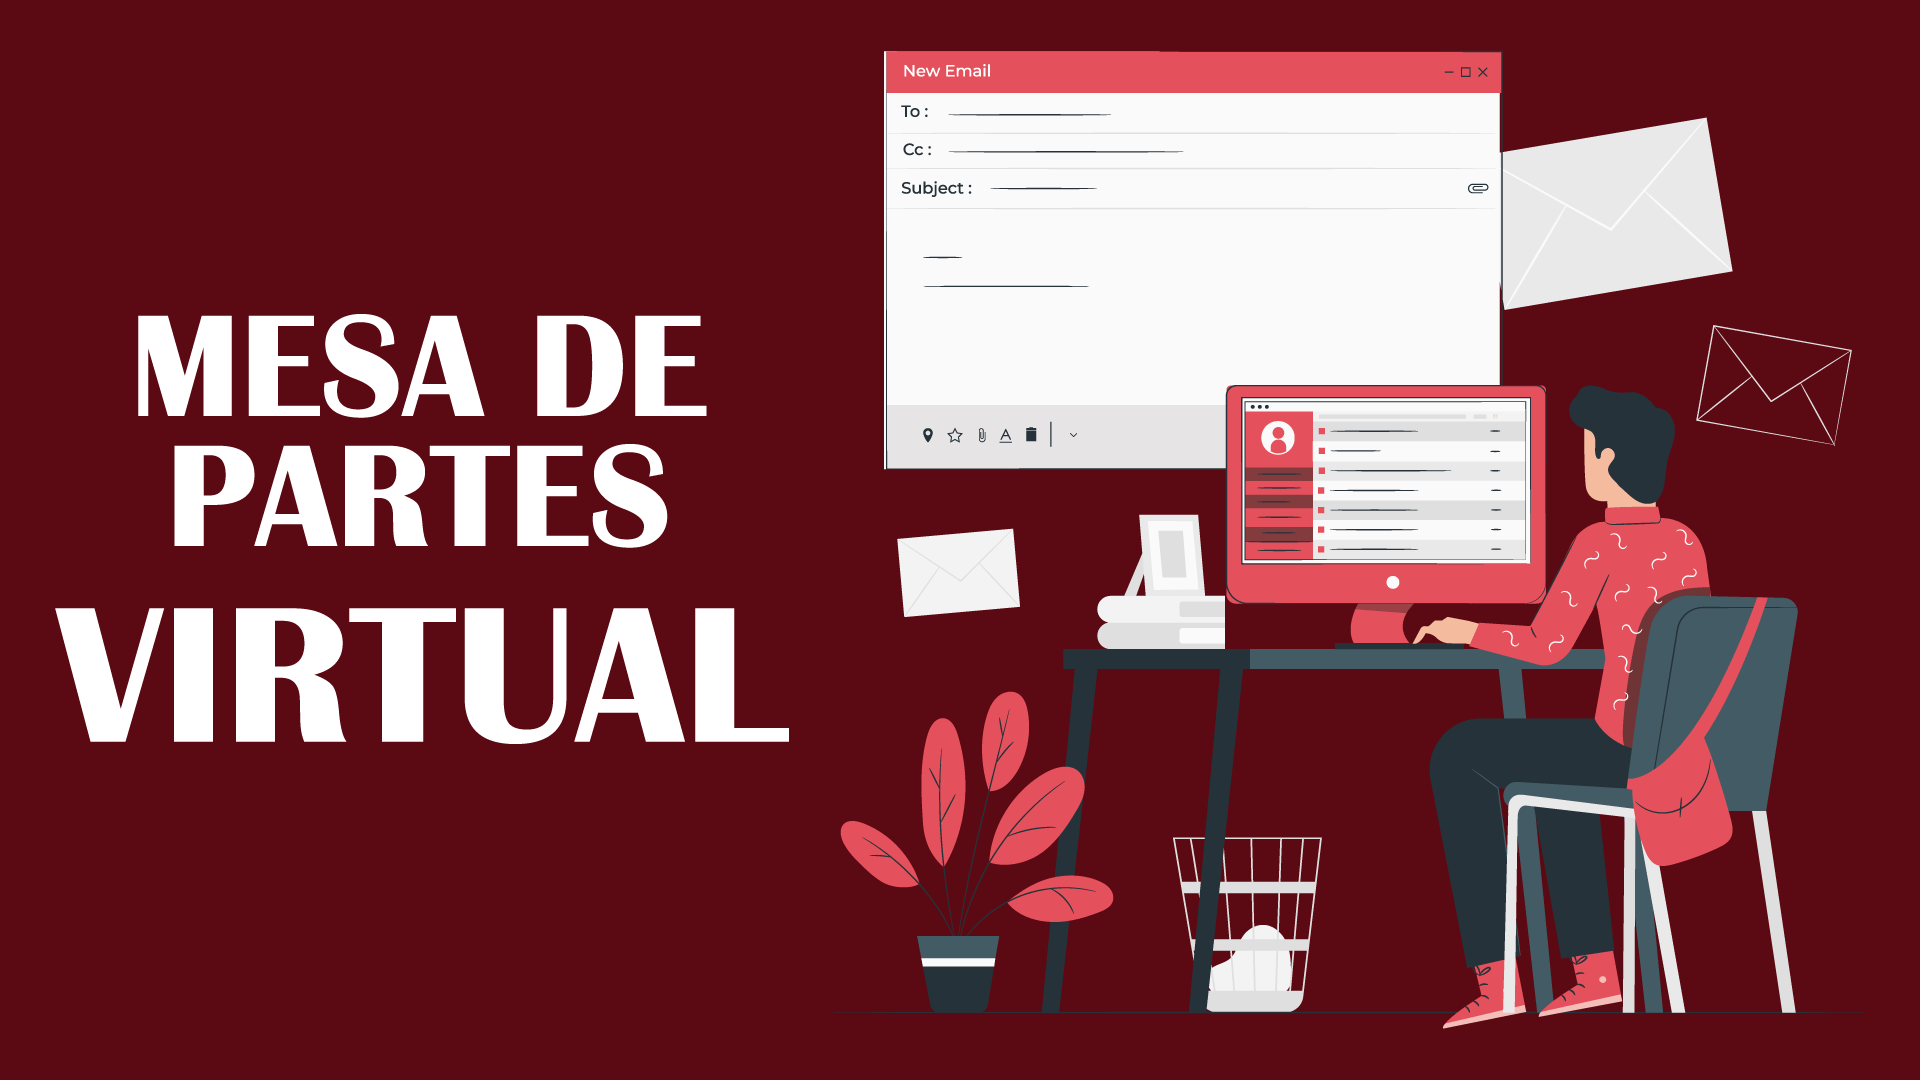 MESA DE
PARTES
VIRTUAL
New Email
To :
Cc :
Subject :
A